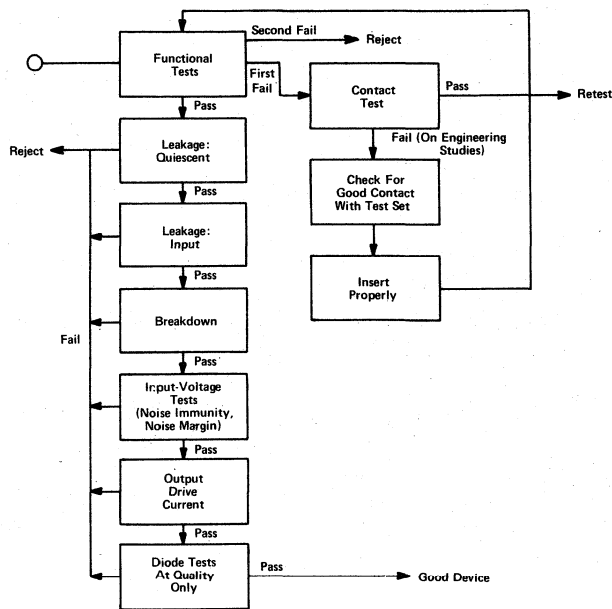 Second Fail
Reject
Functional
Tests
First
Fail
Contact
Test
Pass
Retest
Pass
Fail (On Engineering
Studies)
Reject
Leakage:
Quiescent
Check For
Good Contact
With Test Set
Pass
Leakage:
Input
Insert
Properly
Pass
Breakdown
Fail
Pass
Input-Voltage
Tests
(Noise Immunity,
Noise Margin)
Pass
Output
Drive
Current
Pass
Diode Tests
At Quality
Only
Pass
Good Device